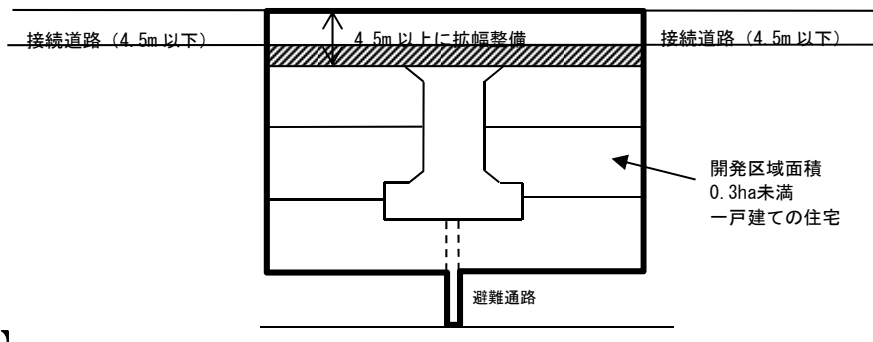 接続道路（4.5m 以下）
4.5m 以上に拡幅整備
接続道路（4.5m 以下）
開発区域面積
0.3ha未満
一戸建ての住宅
避難通路
】